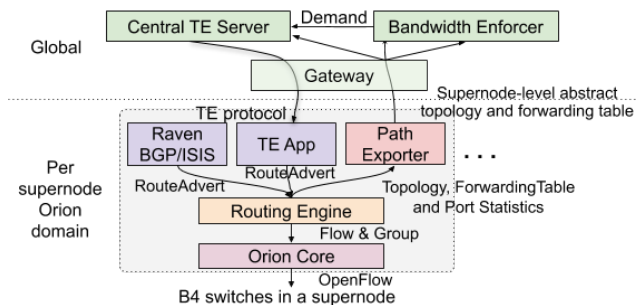 Global
Central TE Server
Demand
Bandwidth Enforcer
Gateway
Supernode-level abstract
topology and forwarding table
TE protocol
Per
supernode
Orion
domain
Raven
BGP/ISIS
TE App
Path
Exporter
. . .
RouteAdvert
RouteAdvert
Topology, ForwardingTable
and Port Statistics
Routing Engine
Flow & Group
Orion Core
OpenFlow
B4 switches in a supernode